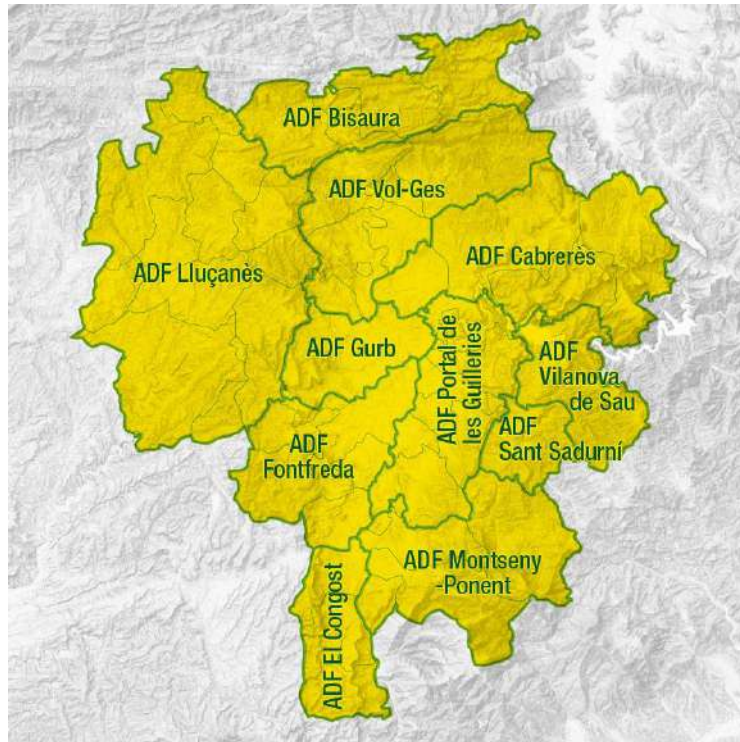 ADF Bisaura
ADF Vol-Ges
ADF Cabrerès
ADF Lluçanès
ADF Gurb
ADF Portal de
les Guilleries
ADF
Vilanova
de Sau
ADF
Sant Sadurní
ADF
Fontfreda
ADF Montseny
-Ponent
ADF El Congost